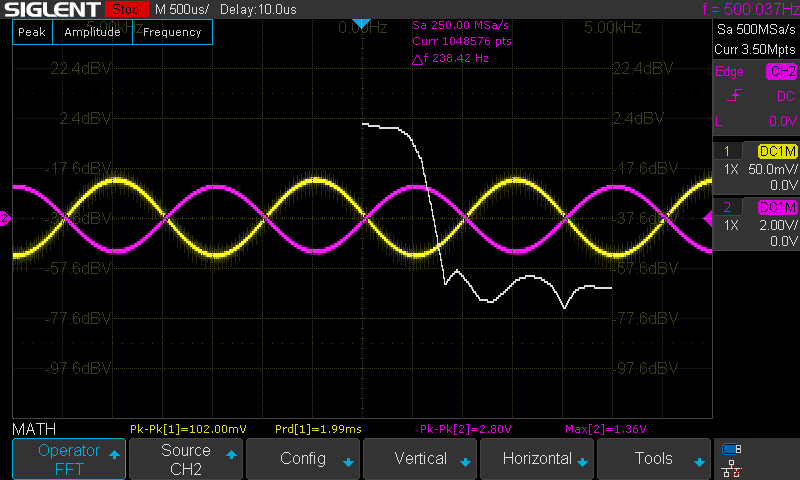 SIGLENT Stop M 500us/ Delay:10.0us f = 500.037Hz
Peak Amplitude Frequency
5.00kHz 0.00Hz 5.00kHz
Sa 250.00 MSa/s
Curr 1048576 pts
△f 238.42 Hz
Sa 500MSa/s
Curr 3.50Mpts
Edge CH2
DC
L 0.0V
1 DC1M
1X 50.0mV/
0.0V
2 DC1M
1X 2.00V/
0.0V
22.4dBV 22.4dBV
2.4dBV 2.4dBV
-17.6dBV -17.6dBV
2 -37.6dBV -37.6dBV
-57.6dBV -57.6dBV
-77.6dBV -77.6dBV
-97.6dBV -97.6dBV
MATH Pk-Pk[1]=102.00mV Prd[1]=1.99ms Pk-Pk[2]=2.80V Max[2]=1.36V
Operator
FFT
Source
CH2
Config
Vertical
Horizontal
Tools